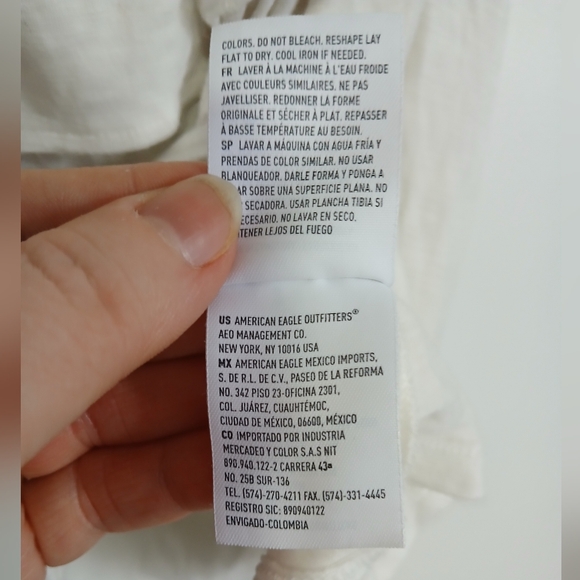 COLORS. DO NOT BLEACH. RESHAPE LAY
FLAT TO DRY. COOL IRON IF NEEDED.
FR LAVER À LA MACHINE À L'EAU FROIDE
AVEC COULEURS SIMILAIRES. NE PAS
JAVELLISER. REDONNER LA FORME
ORIGINALE ET SÉCHER À PLAT. REPASSER
À BASSE TEMPÉRATURE AU BESOIN.
SP LAVAR A MÁQUINA CON AGUA FRÍA Y
PRENDAS DE COLOR SIMILAR. NO USAR
BLANQUEADOR. DARLE FORMA Y PONGA A
AR SOBRE UNA SUPERFICIE PLANA. NO
SECADORA. USAR PLANCHA TIBIA SI
ECESARIO. NO LAVAR EN SECO.
TENER LEJOS DEL FUEGO
US AMERICAN EAGLE OUTFITTERS®
AEO MANAGEMENT CO.
NEW YORK, NY 10016 USA
MX AMERICAN EAGLE MEXICO IMPORTS,
S. DE R.L. DE C.V., PASEO DE LA REFORMA
NO. 342 PISO 23-OFICINA 2301,
COL. JUÁREZ, CUAUHTÉMOC,
CIUDAD DE MÉXICO, 06600, MÉXICO
CO IMPORTADO POR INDUSTRIA
MERCADEO Y COLOR S.A.S NIT
890.940.122-2 CARRERA 43ª
NO. 25B SUR-136
TEL. (574)-270-4211 FAX. (574)-331-4445
REGISTRO SIC: 890940122
ENVIGADO-COLOMBIA